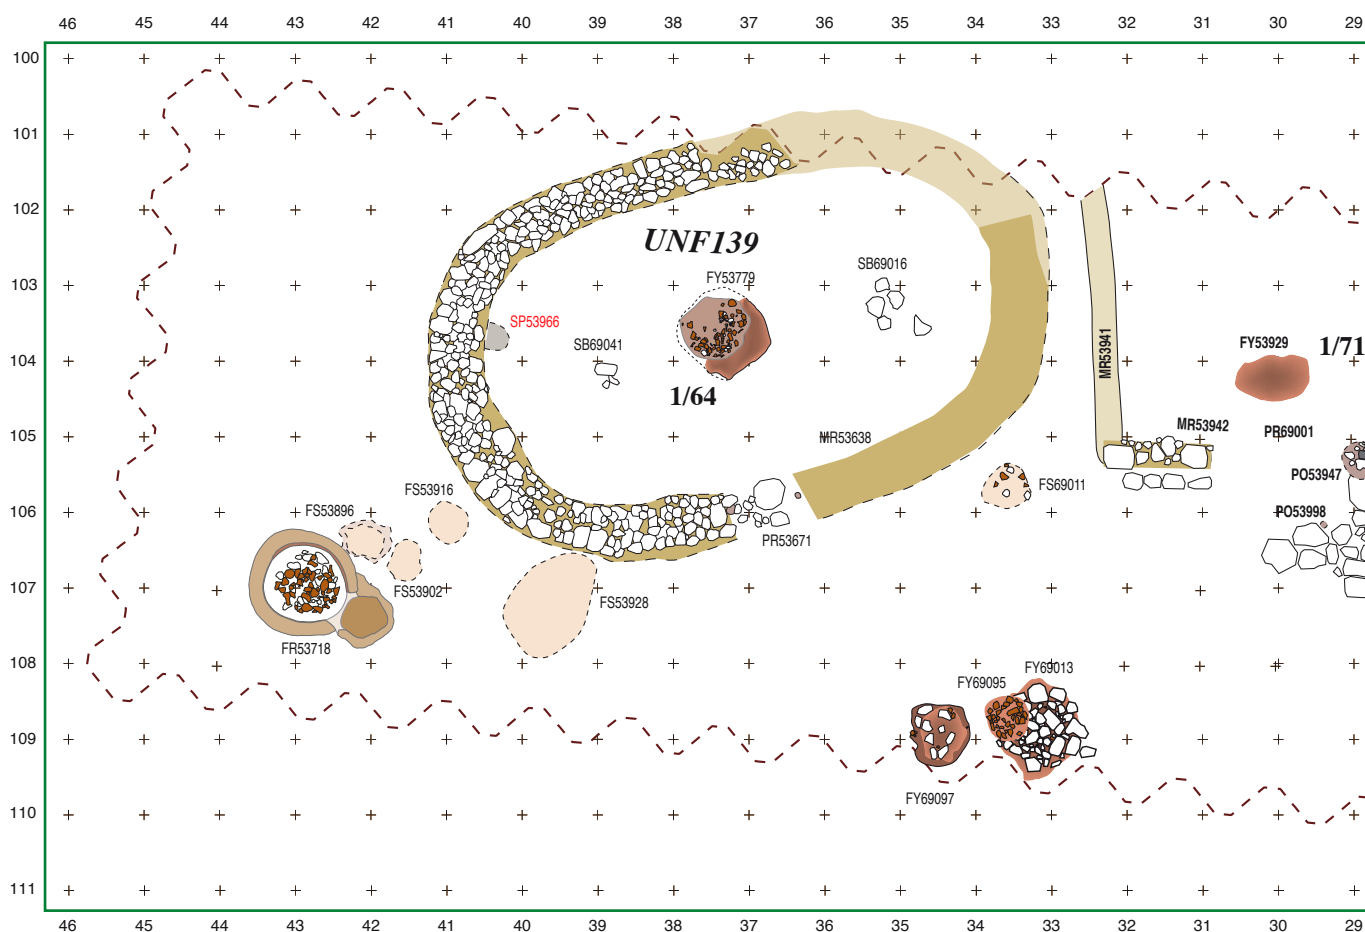 46 45 44 43 42 41 40 39 38 37 36 35 34 33 32 31 30 29
100
101
102
UNF139
103
FY53779
SB69016
SP53966
SB69041
104
MR53941
FY53929
1/71
1/64
105
MR53638
MR53942
PR69001
PO53947
FS53916
FS69011
106
FS53896
PO53998
PR53671
107
FS53902
FS53928
FR53718
108
FY69095
FY69013
109
FY69097
110
111
46 45 44 43 42 41 40 39 38 37 36 35 34 33 32 31 30 29